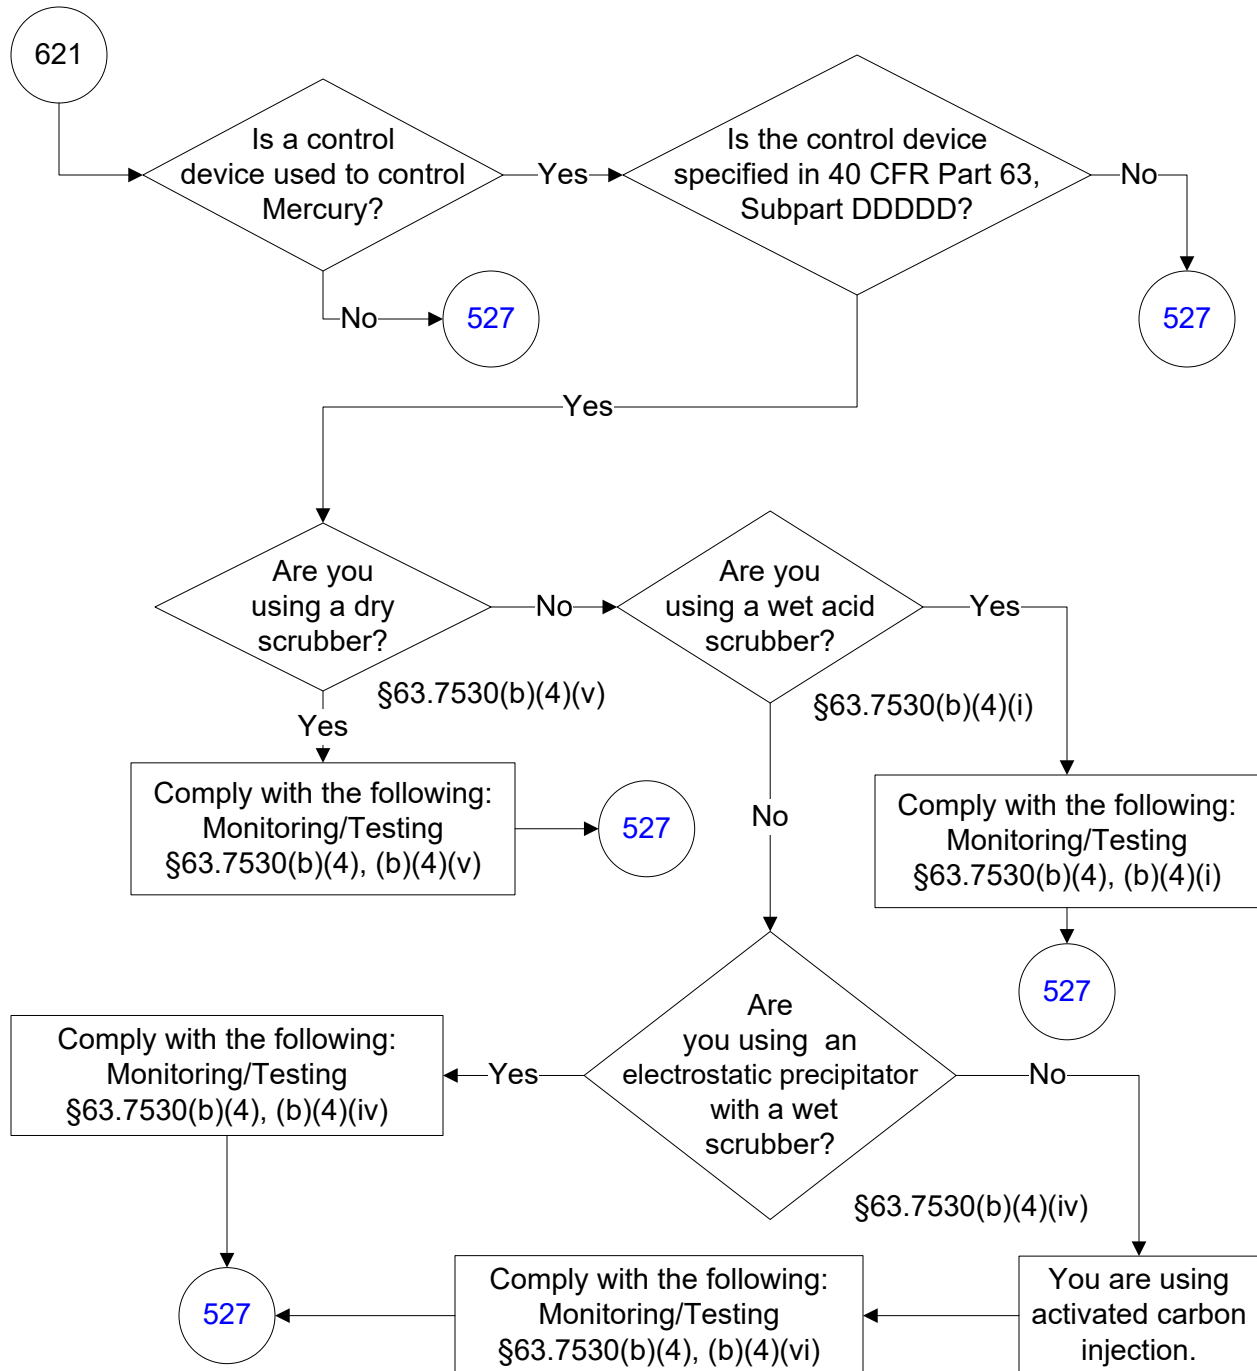 621
Is a control
device used to control
Mercury?
Yes
Is the control device
specified in 40 CFR Part 63,
Subpart DDDDD?
No
No
527
527
Yes
Are you
using a dry
scrubber?
No
Are you
using a wet acid
scrubber?
Yes
§63.7530(b)(4)(v)
§63.7530(b)(4)(i)
Yes
Comply with the following:
Monitoring/Testing
§63.7530(b)(4), (b)(4)(v)
527
No
Comply with the following:
Monitoring/Testing
§63.7530(b)(4), (b)(4)(i)
527
Are
you using  an
electrostatic precipitator
with a wet
scrubber?
Yes
No
Comply with the following:
Monitoring/Testing
§63.7530(b)(4), (b)(4)(iv)
§63.7530(b)(4)(iv)
527
Comply with the following:
Monitoring/Testing
§63.7530(b)(4), (b)(4)(vi)
You are using
activated carbon
injection.